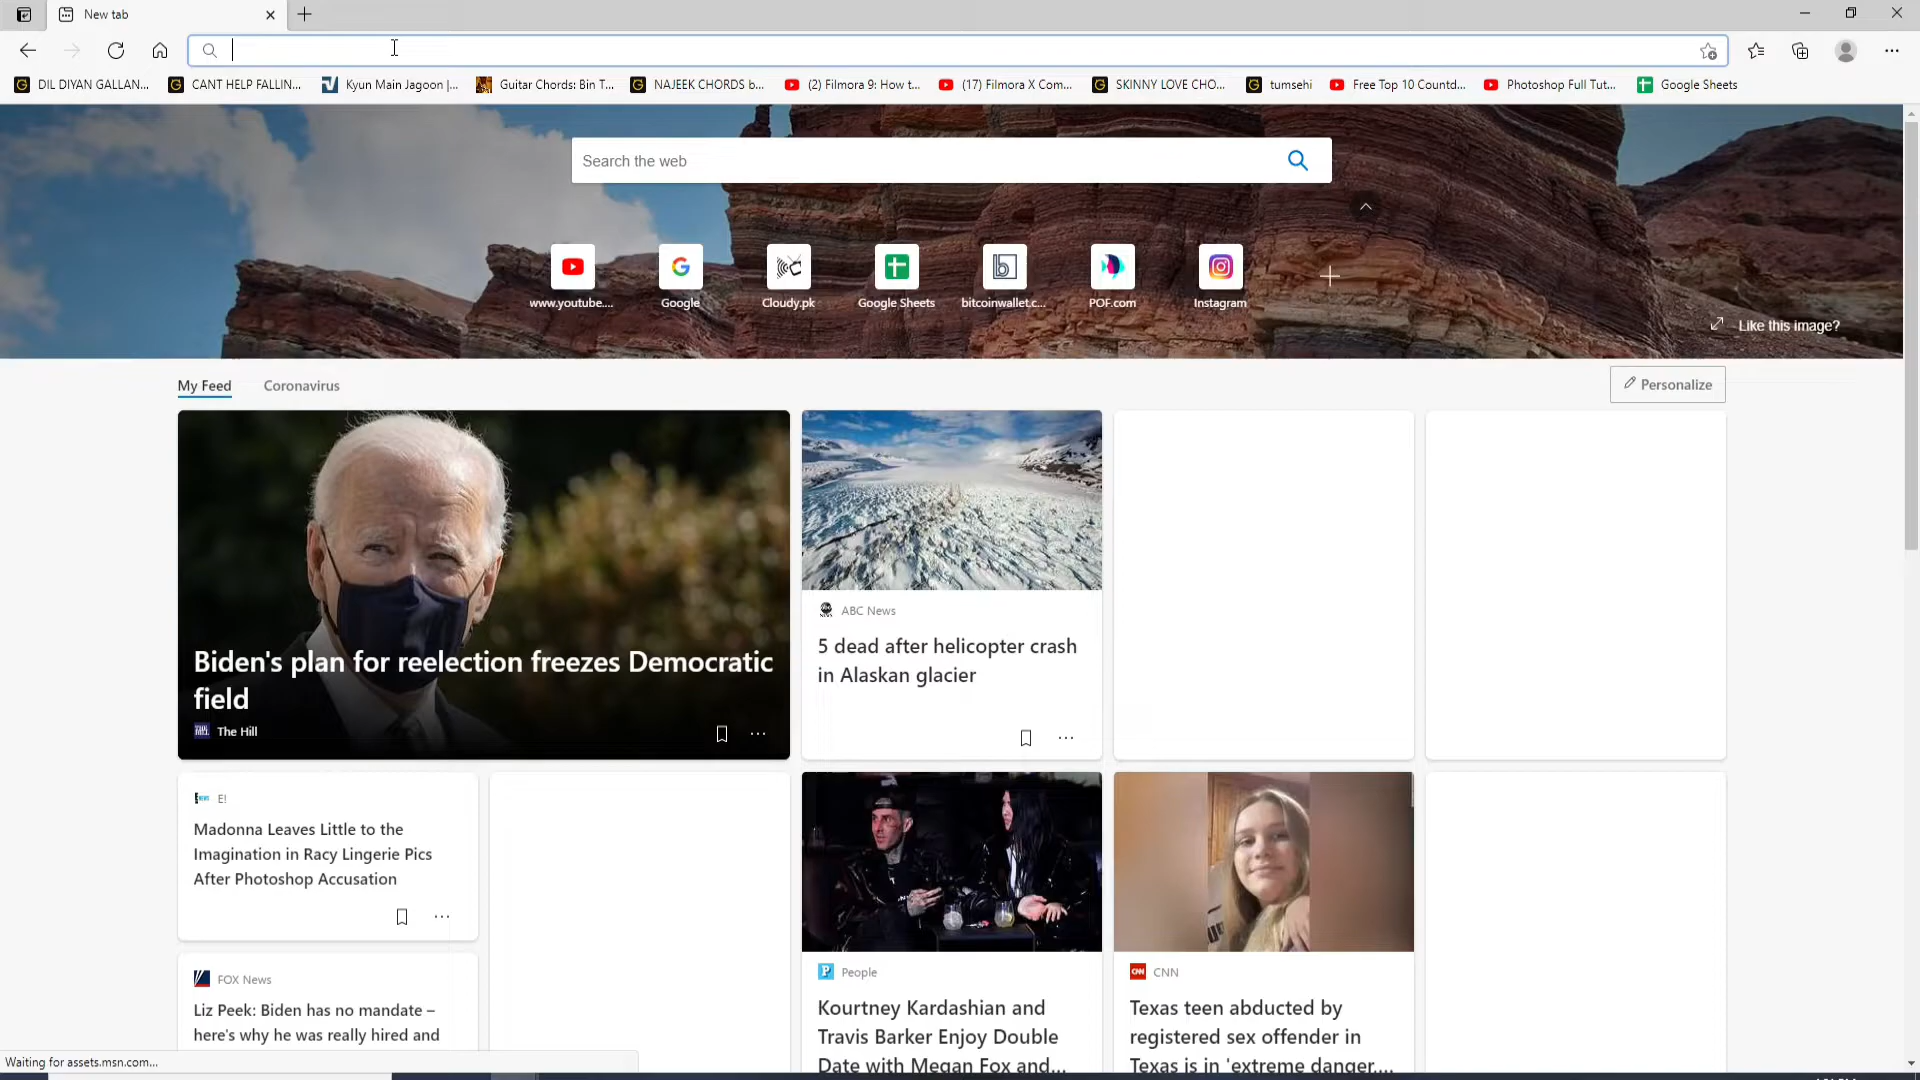 New tab
DIL DIYAN GALLAN...
CANT HELP FALLIN...
Kyun Main Jagoon |...
Guitar Chords: Bin T...
NAJEEK CHORDS b...
(2) Filmora 9: How t...
(17) Filmora X Com...
SKINNY LOVE CHO...
tumsehi
Free Top 10 Countd...
Photoshop Full Tut...
Google Sheets
Search the web
www.youtube....
Google
Cloudy.pk
Google Sheets
bitcoinwallet.c...
POF.com
Instagram
Like this image?
My Feed
Coronavirus
Personalize
Biden's plan for reelection freezes Democratic
field
The Hill
ABC News
5 dead after helicopter crash
in Alaskan glacier
E!
Madonna Leaves Little to the
Imagination in Racy Lingerie Pics
After Photoshop Accusation
FOX News
Liz Peek: Biden has no mandate –
here's why he was really hired and
People
Kourtney Kardashian and
Travis Barker Enjoy Double
Date with Megan Fox and...
CNN
Texas teen abducted by
registered sex offender in
Texas is in 'extreme danger,...
Waiting for assets.msn.com...